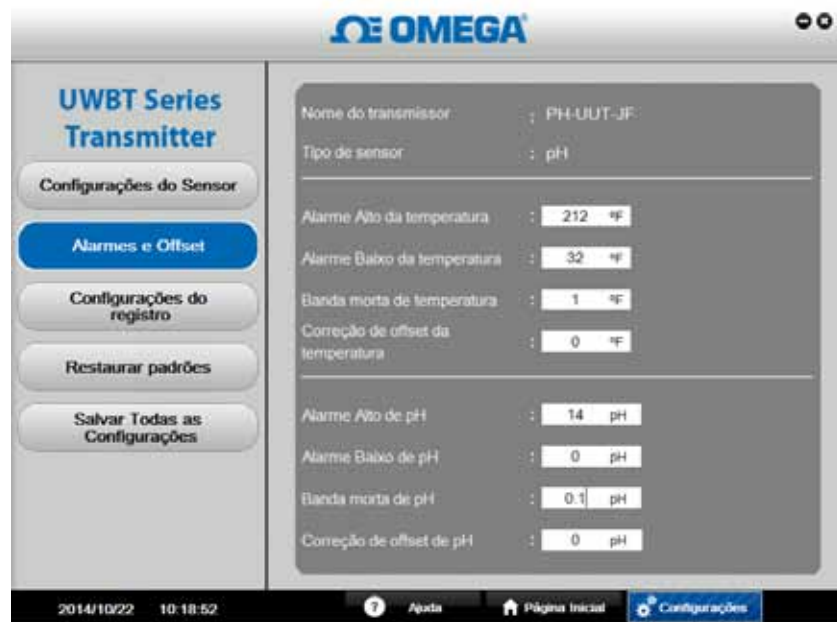 OMEGA
UWBT Series
Transmitter
Configurações do Sensor
Alarmes e Offset
Configurações do
registro
Restaurar padrões
Salvar Todas as
Configurações
Nome do transmissor : PH-UUT-JF
Tipo de sensor : pH
Alarme Alto da temperatura : 212 ºF
Alarme Baixo da temperatura : 32 ºF
Banda morta de temperatura : 1 ºF
Correção de offset da
temperatura : 0 ºF
Alarme Alto de pH : 14 pH
Alarme Baixo de pH : 0 pH
Banda morta de pH : 0.1 pH
Correção de offset de pH : 0 pH
2014/10/22 10:18:52 ? Ajuda Página Inicial Configurações